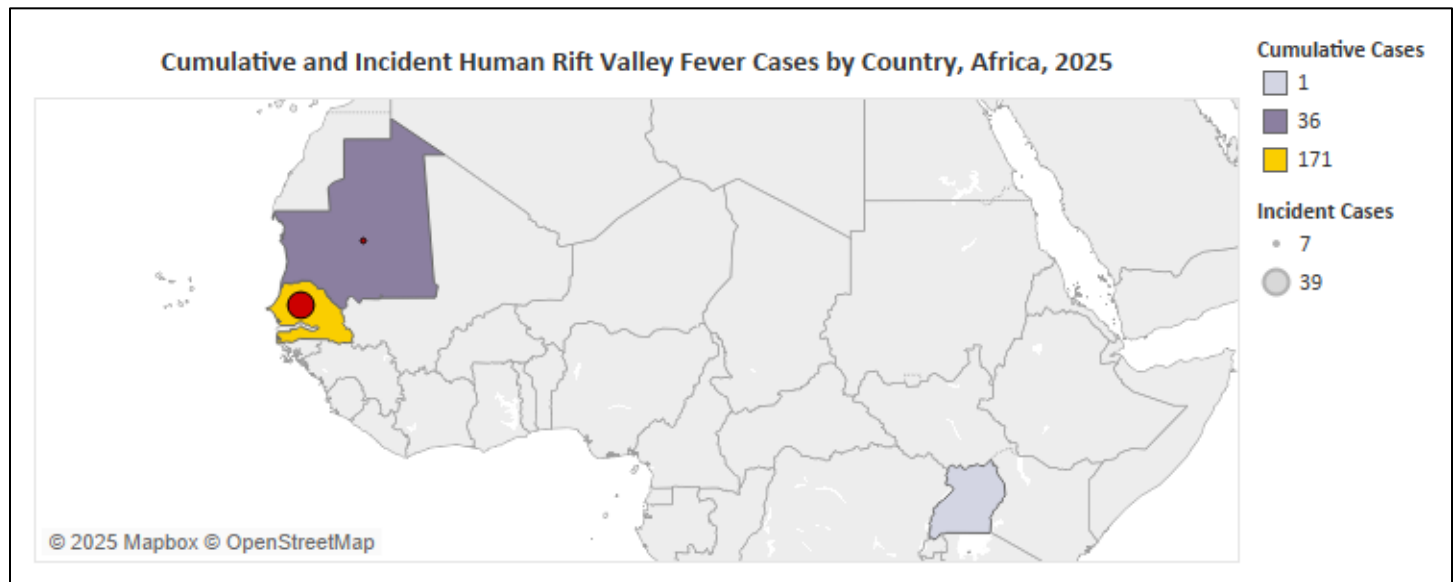 Cumulative and Incident Human Rift Valley Fever Cases by Country, Africa, 2025
Cumulative Cases
1
36
171
Incident Cases
7
39
© 2025 Mapbox © OpenStreetMap